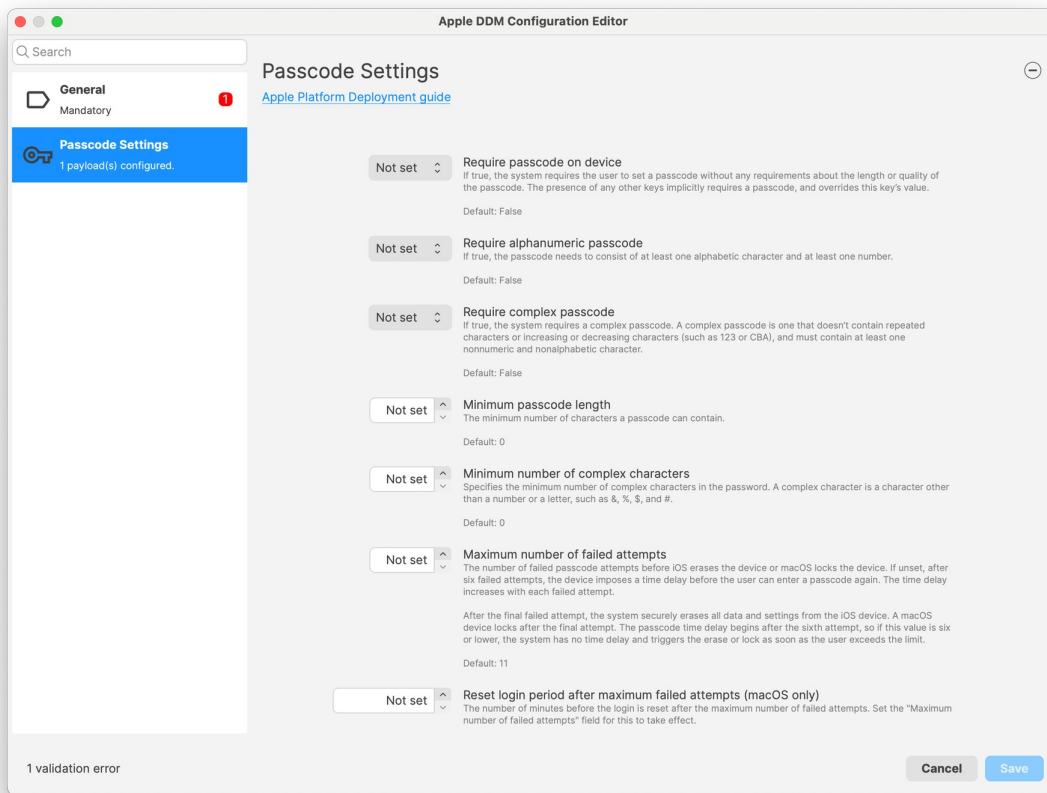 Apple DDM Configuration Editor
Search
General
Mandatory
1
Passcode Settings
1 payload(s) configured.
Passcode Settings
Apple Platform Deployment guide
Not set
Require passcode on device
If true, the system requires the user to set a passcode without any requirements about the length or quality of
the passcode. The presence of any other keys implicitly requires a passcode, and overrides this key's value.
Default: False
Not set
Require alphanumeric passcode
If true, the passcode needs to consist of at least one alphabetic character and at least one number.
Default: False
Not set
Require complex passcode
If true, the system requires a complex passcode. A complex passcode is one that doesn't contain repeated
characters or increasing or decreasing characters (such as 123 or CBA), and must contain at least one
nonnumeric and nonalphabetic character.
Default: False
Not set
Minimum passcode length
The minimum number of characters a passcode can contain.
Default: 0
Not set
Minimum number of complex characters
Specifies the minimum number of complex characters in the password. A complex character is a character other
than a number or a letter, such as &, %, $, and #.
Default: 0
Not set
Maximum number of failed attempts
The number of failed passcode attempts before iOS erases the device or macOS locks the device. If unset, after
six failed attempts, the device imposes a time delay before the user can enter a passcode again. The time delay
increases with each failed attempt.
After the final failed attempt, the system securely erases all data and settings from the iOS device. A macOS
device locks after the final attempt. The passcode time delay begins after the sixth attempt, so if this value is six
or lower, the system has no time delay and triggers the erase or lock as soon as the user exceeds the limit.
Default: 11
Not set
Reset login period after maximum failed attempts (macOS only)
The number of minutes before the login is reset after the maximum number of failed attempts. Set the "Maximum
number of failed attempts" field for this to take effect.
1 validation error
Cancel
Save